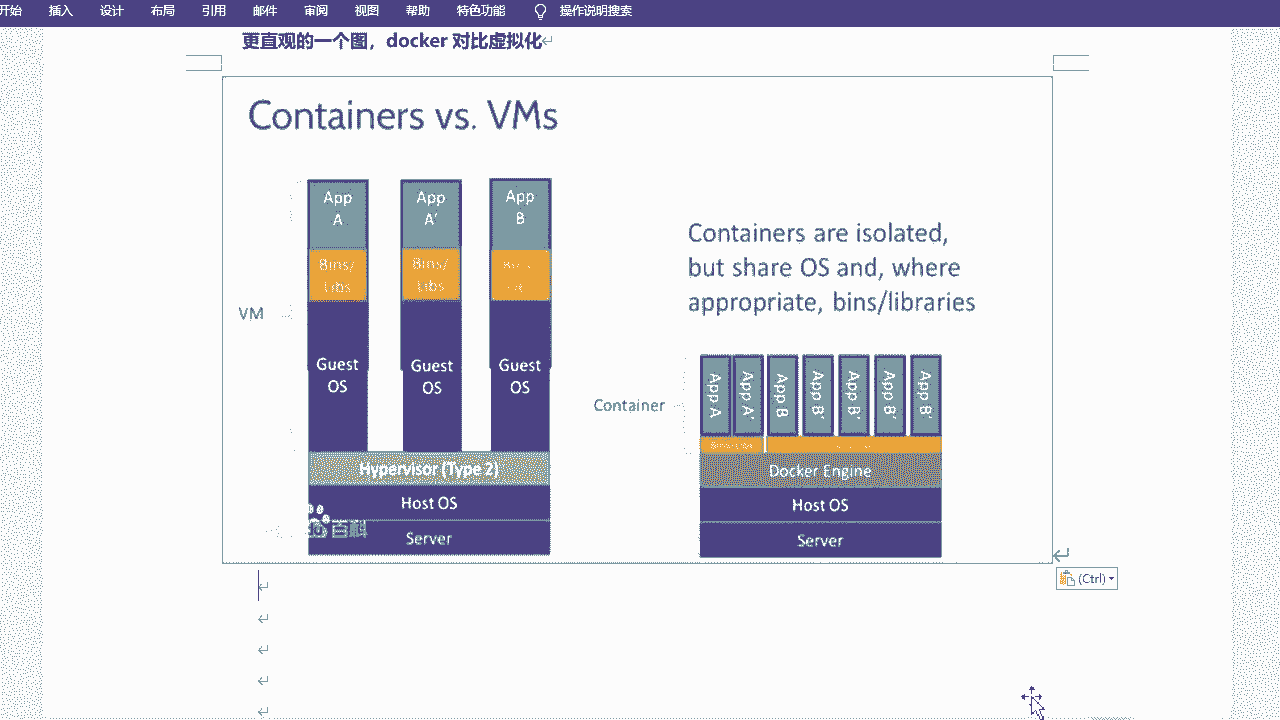 开始 插入 设计 布局 引用 邮件 审阅 视图 帮助 特色功能 操作说明搜索
更直观的一个图，docker 对比虚拟化
Containers vs. VMs
App
A
App
A'
App
B
Bins/
Libs
Bins/
Libs
VM
Guest
OS
Guest
OS
Guest
OS
Hypervisor (Type 2)
Host OS
百科
Server
Containers are isolated,
but share OS and, where
appropriate, bins/libraries
Container
App A
App A'
App B
App B'
App B'
App B'
App B'
Docker Engine
Host OS
Server
(Ctrl)